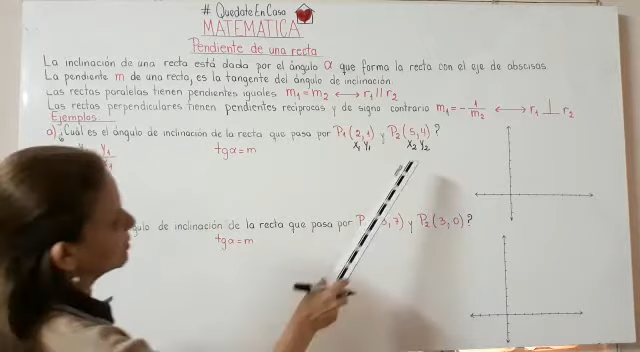 # Quedate En Casa
MATEMATICA
Pendiente de una recta
La inclinación de una recta está dada por el ángulo α que forma la recta con el eje de abscisas.
La pendiente m de una recta, es la tangente del ángulo de inclinación.
Las rectas paralelas tienen pendientes iguales m₁ = m₂ ⟷ r₁ // r₂
Las rectas perpendiculares tienen pendientes recíprocas y de signo contrario m₁ = - 1/m₂ ⟷ r₁ ⊥ r₂
Ejemplos:
a) ¿Cuál es el ángulo de inclinación de la recta que pasa por P₁ (2,1) y P₂ (5,4)?
x₁ y₁ x₂ y₂
y₁
tgα = m
de inclinación de la recta que pasa por P ,7) y P₂ (3,0)?
tgα = m